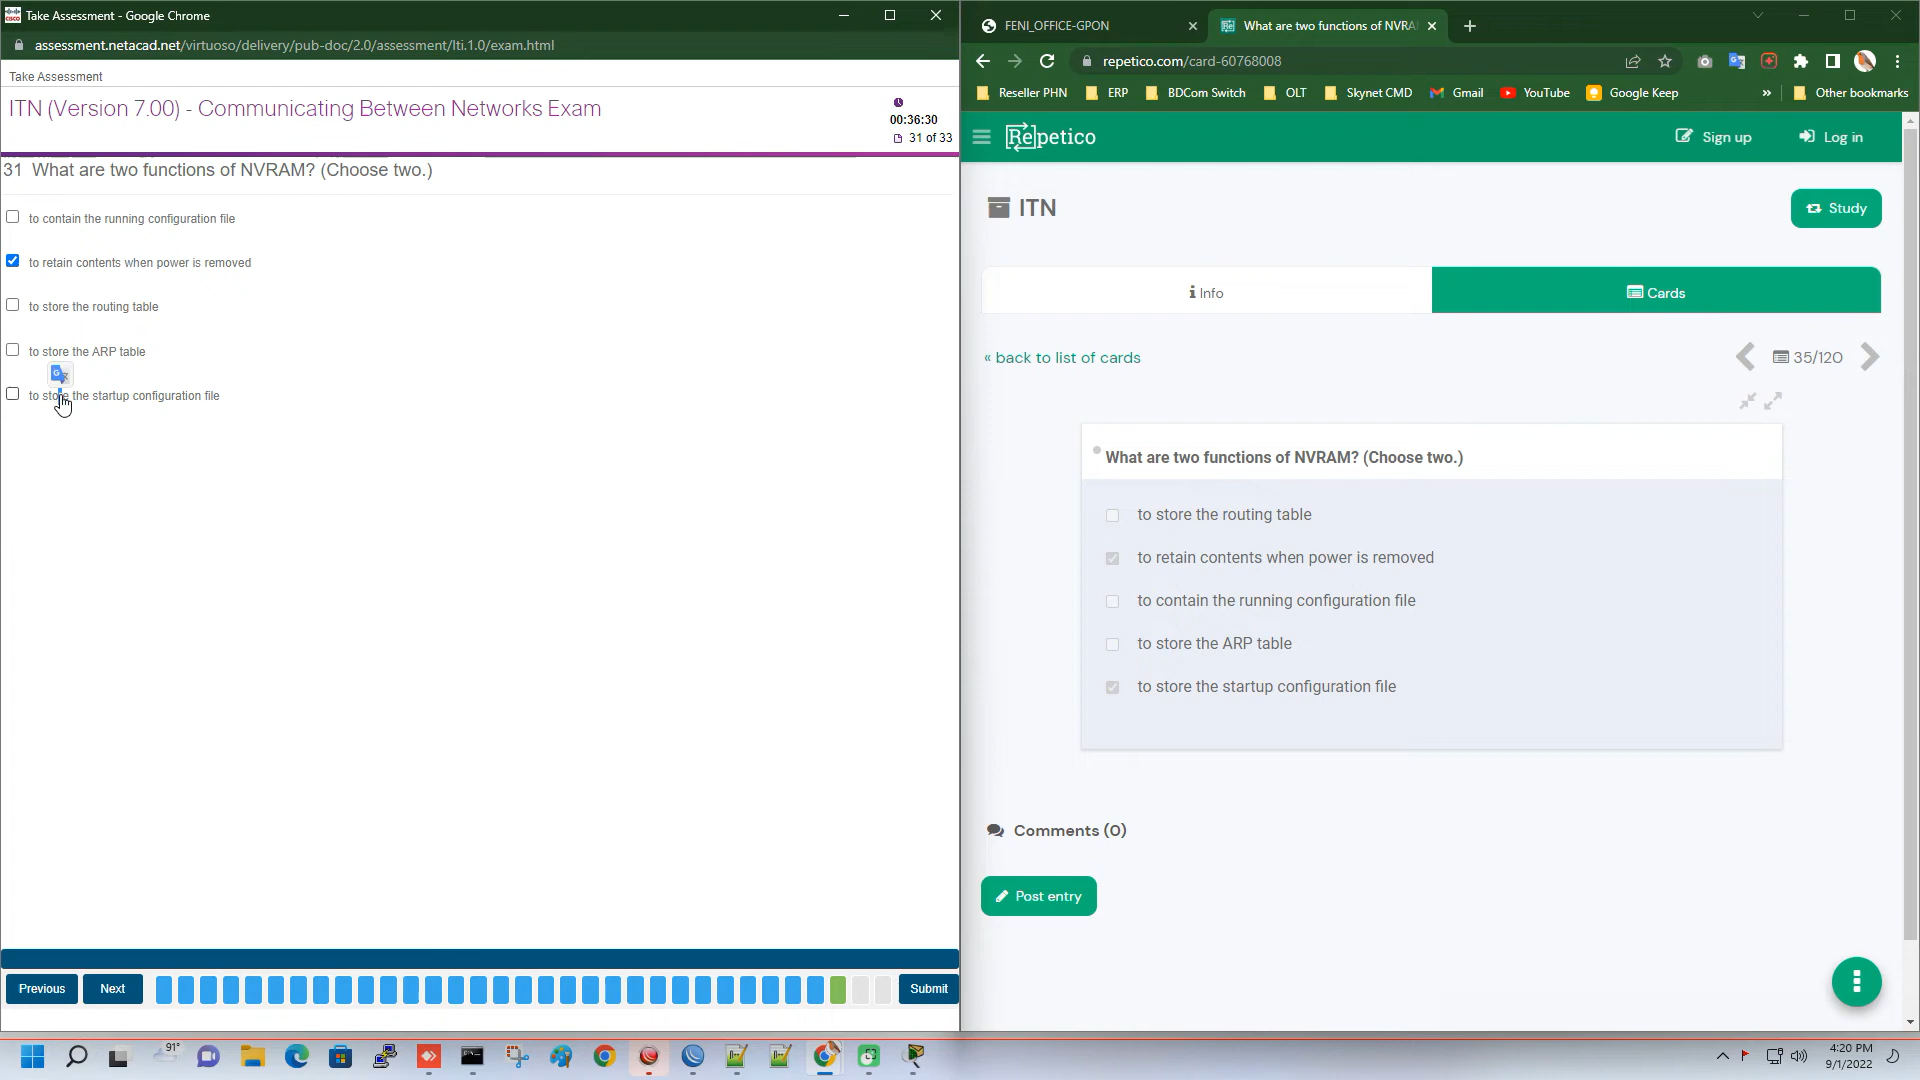 Take Assessment - Google Chrome
assessment.netacad.net/virtuoso/delivery/pub-doc/2.0/assessment/lti.1.0/exam.html
Take Assessment
ITN (Version 7.00) - Communicating Between Networks Exam
00:36:30
31 of 33
31 What are two functions of NVRAM? (Choose two.)
to contain the running configuration file
to retain contents when power is removed
to store the routing table
to store the ARP table
to store the startup configuration file
Previous
Next
Submit
FENI_OFFICE-GPON
What are two functions of NVRA
repetico.com/card-60768008
Reseller PHN
ERP
BDCom Switch
OLT
Skynet CMD
Gmail
YouTube
Google Keep
»
Other bookmarks
Repetico
Sign up
Log in
ITN
Study
Info
Cards
« back to list of cards
35/120
What are two functions of NVRAM? (Choose two.)
to store the routing table
to retain contents when power is removed
to contain the running configuration file
to store the ARP table
to store the startup configuration file
Comments (0)
Post entry
91°
4:20 PM
9/1/2022